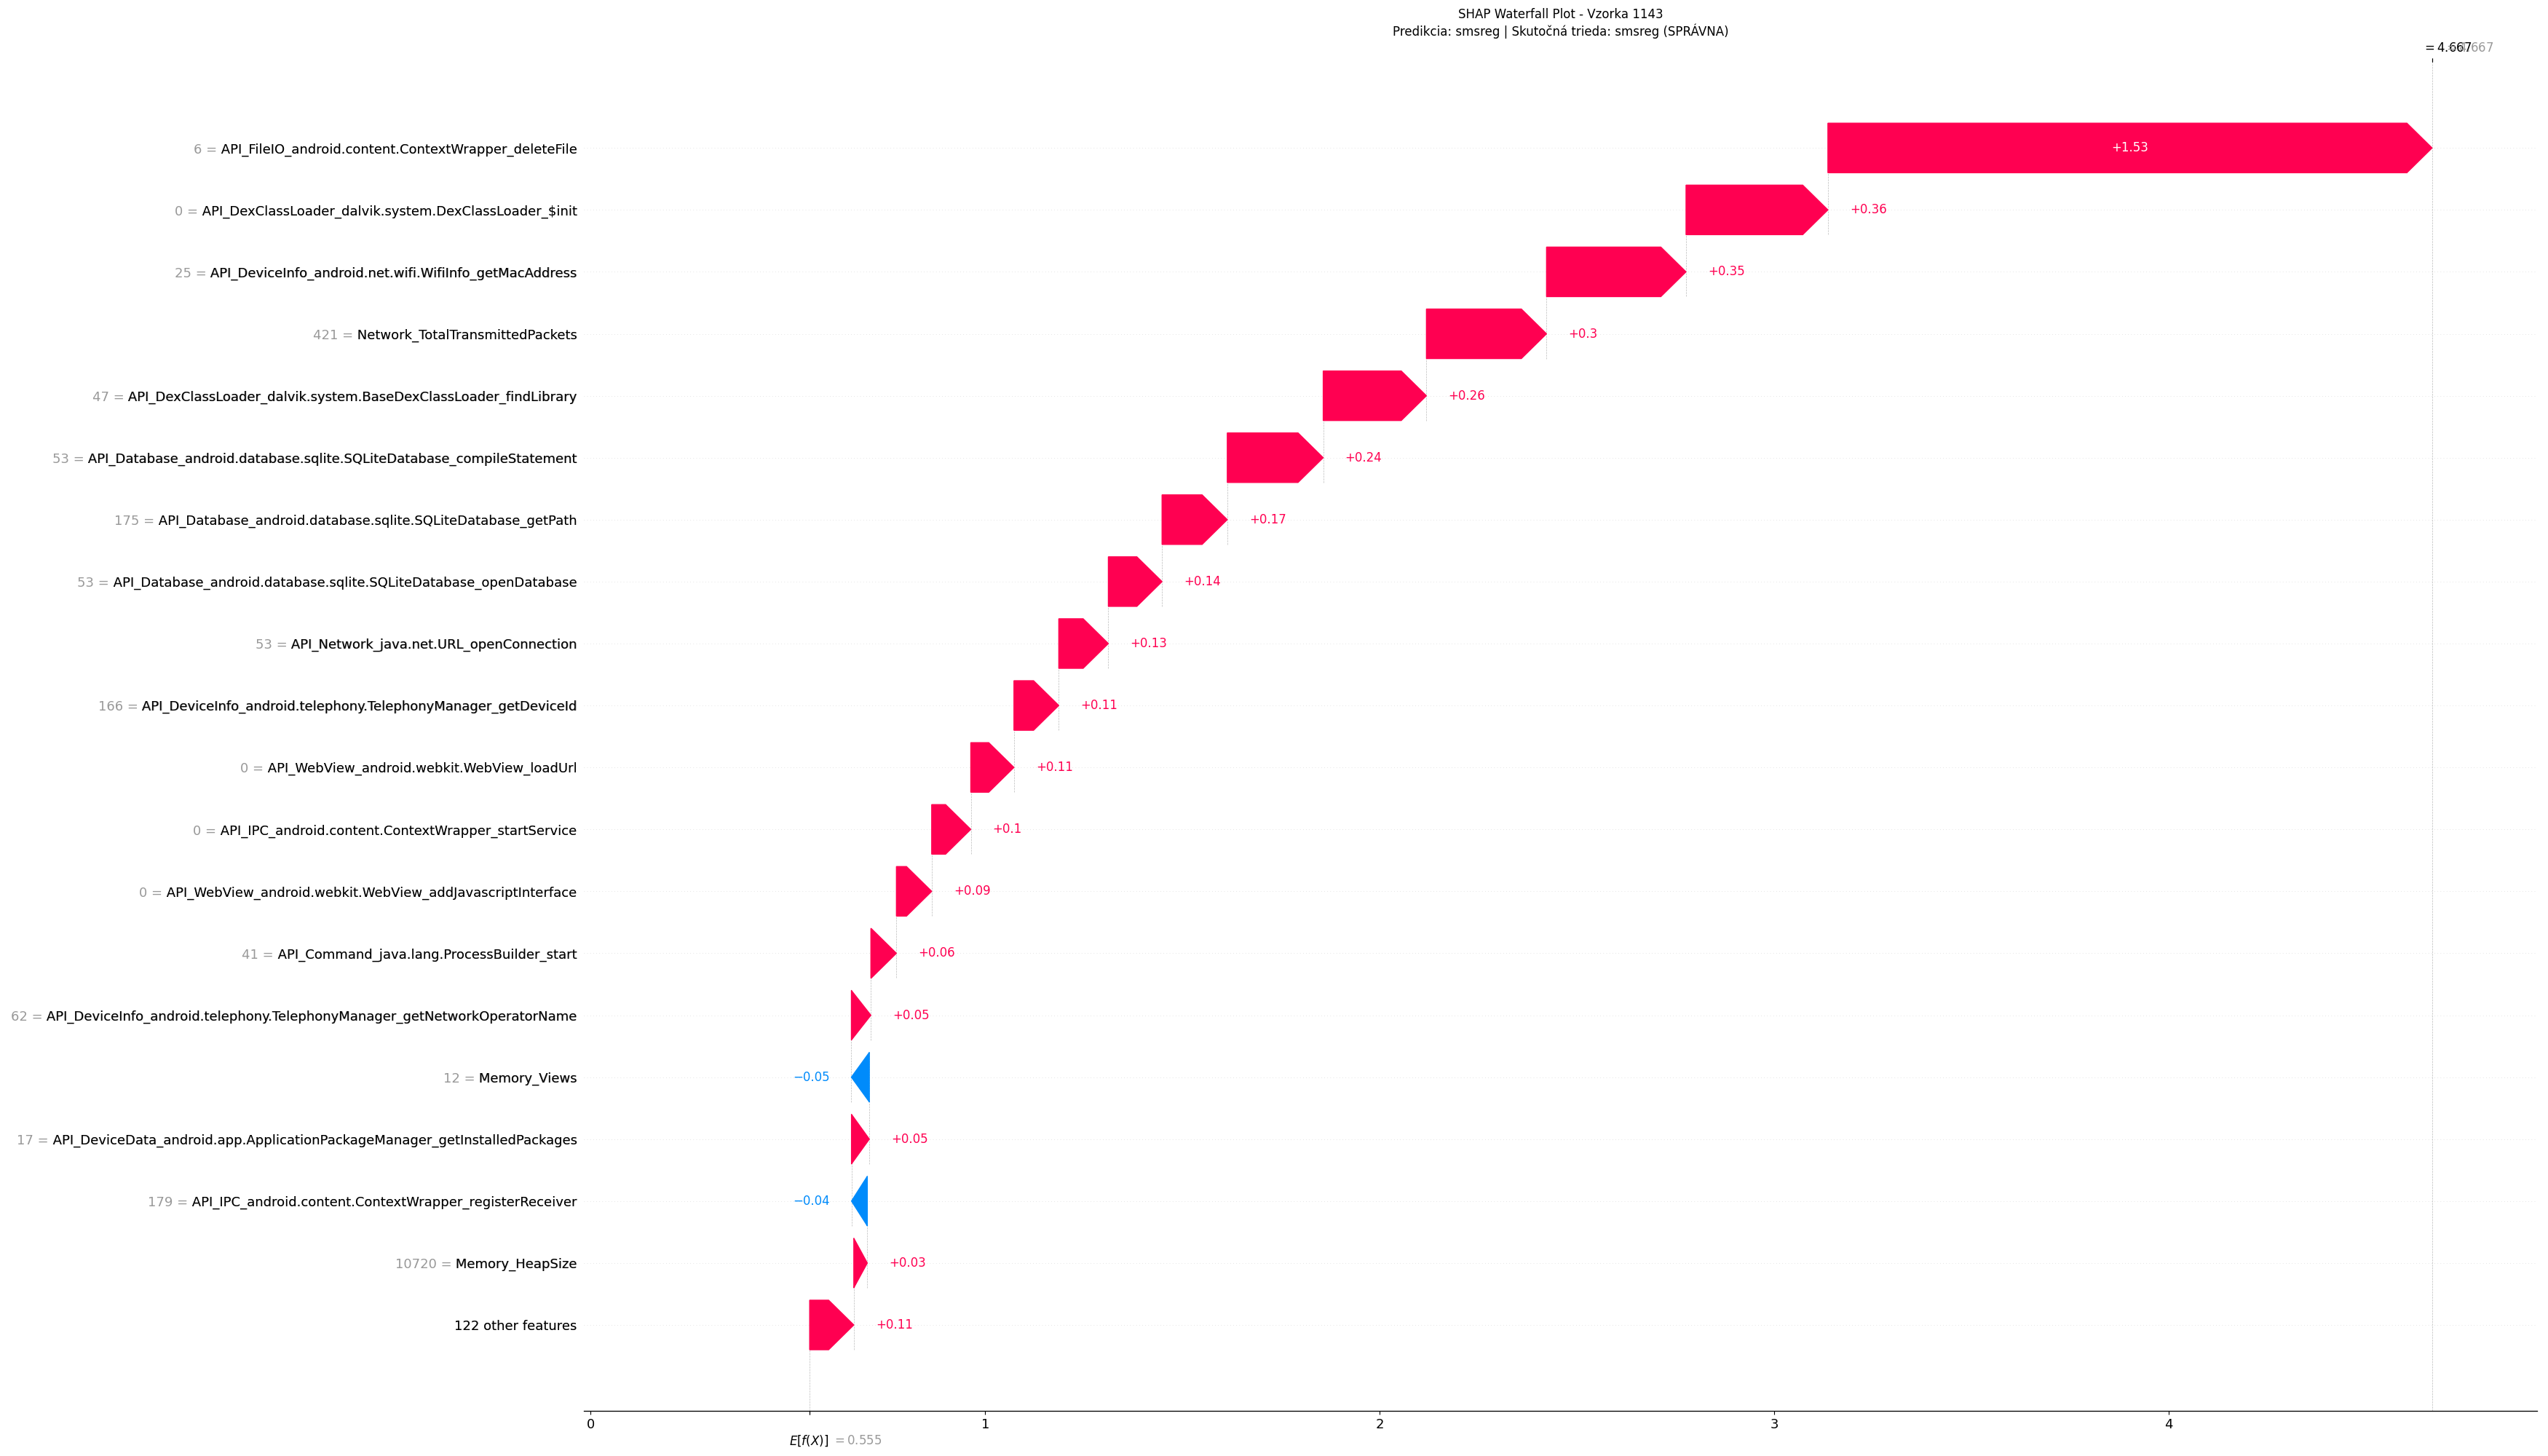 SHAP Waterfall Plot - Vzorka 1143
Predikcia: smsreg | Skutočná trieda: smsreg (SPRÁVNA)
= 4.667
6 = API_FileIO_android.content.ContextWrapper_deleteFile
+1.53
0 = API_DexClassLoader_dalvik.system.DexClassLoader_$init
+0.36
25 = API_DeviceInfo_android.net.wifi.WifiInfo_getMacAddress
+0.35
421 = Network_TotalTransmittedPackets
+0.3
47 = API_DexClassLoader_dalvik.system.BaseDexClassLoader_findLibrary
+0.26
53 = API_Database_android.database.sqlite.SQLiteDatabase_compileStatement
+0.24
175 = API_Database_android.database.sqlite.SQLiteDatabase_getPath
+0.17
53 = API_Database_android.database.sqlite.SQLiteDatabase_openDatabase
+0.14
53 = API_Network_java.net.URL_openConnection
+0.13
166 = API_DeviceInfo_android.telephony.TelephonyManager_getDeviceId
+0.11
0 = API_WebView_android.webkit.WebView_loadUrl
+0.11
0 = API_IPC_android.content.ContextWrapper_startService
+0.1
0 = API_WebView_android.webkit.WebView_addJavascriptInterface
+0.09
41 = API_Command_java.lang.ProcessBuilder_start
+0.06
62 = API_DeviceInfo_android.telephony.TelephonyManager_getNetworkOperatorName
+0.05
12 = Memory_Views
−0.05
17 = API_DeviceData_android.app.ApplicationPackageManager_getInstalledPackages
+0.05
179 = API_IPC_android.content.ContextWrapper_registerReceiver
−0.04
10720 = Memory_HeapSize
+0.03
122 other features
+0.11
0 1 2 3 4
E[f(X)] = 0.555